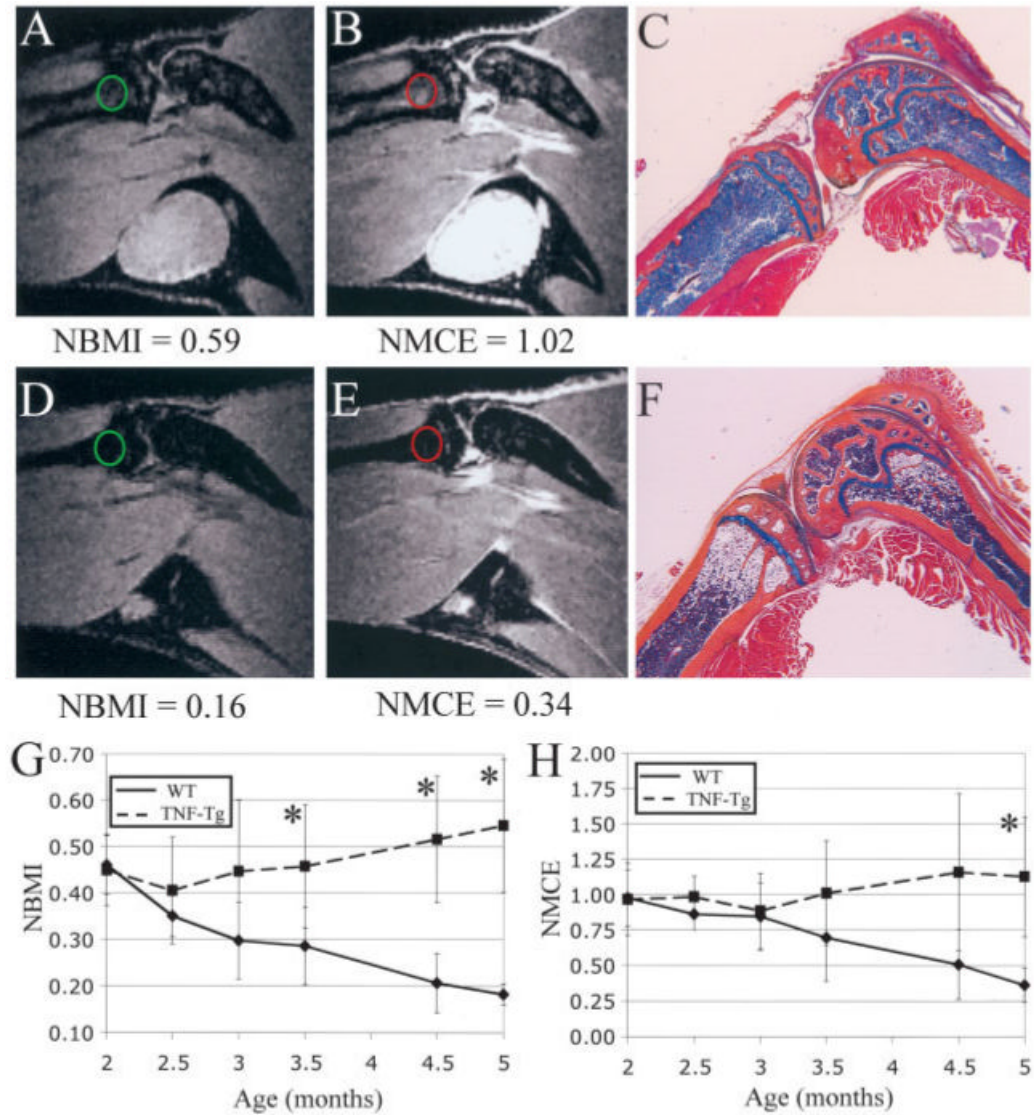 A B C
NBMI = 0.59 NMCE = 1.02
D E F
NBMI = 0.16 NMCE = 0.34
G
0.70
0.60
0.50
0.40
0.30
0.20
0.10
NBMI
WT
TNF-Tg
*
*
*
2 2.5 3 3.5 4 4.5 5
Age (months)
H
2.00
1.75
1.50
1.25
1.00
0.75
0.50
0.25
0.00
NMCE
WT
TNF-Tg
*
2 2.5 3 3.5 4 4.5 5
Age (months)